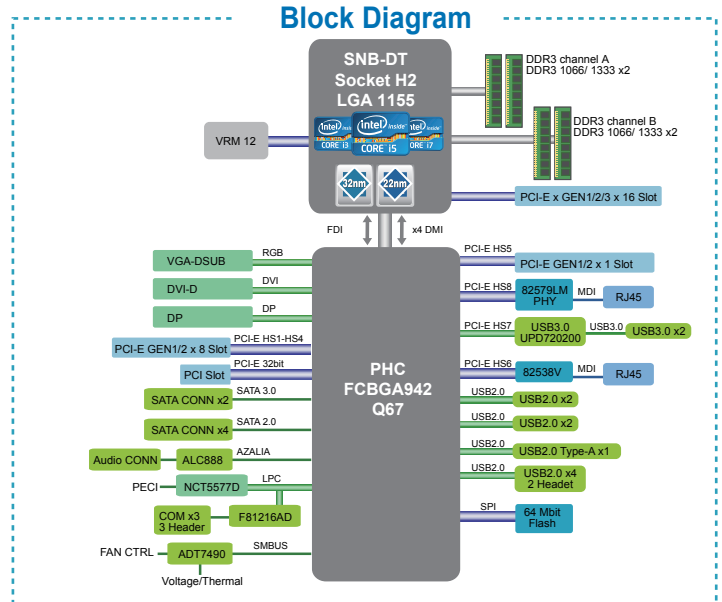 Block Diagram
SNB-DT
Socket H2
LGA 1155
DDR3 channel A
DDR3 1066/ 1333 x2
DDR3 channel B
DDR3 1066/ 1333 x2
VRM 12
(intel) inside
CORE i3
(intel) inside
CORE i5
(intel) inside
CORE i7
32nm
22nm
PCI-E x GEN1/2/3 x 16 Slot
FDI
x4 DMI
PHC
FCBGA942
Q67
VGA-DSUB
RGB
DVI-D
DVI
DP
DP
PCI-E GEN1/2 x 8 Slot
PCI-E HS1-HS4
PCI Slot
PCI-E 32bit
SATA CONN x2
SATA 3.0
SATA CONN x4
SATA 2.0
Audio CONN
ALC888
AZALIA
PECI
NCT5577D
LPC
COM x3
3 Header
F81216AD
FAN CTRL
ADT7490
SMBUS
Voltage/Thermal
PCI-E HS5
PCI-E GEN1/2 x 1 Slot
PCI-E HS8
82579LM
PHY
MDI
RJ45
PCI-E HS7
USB3.0
UPD720200
USB3.0
USB3.0 x2
PCI-E HS6
82538V
MDI
RJ45
USB2.0
USB2.0 x2
USB2.0
USB2.0 x2
USB2.0
USB2.0 Type-A x1
USB2.0
USB2.0 x4
2 Headet
SPI
64 Mbit
Flash